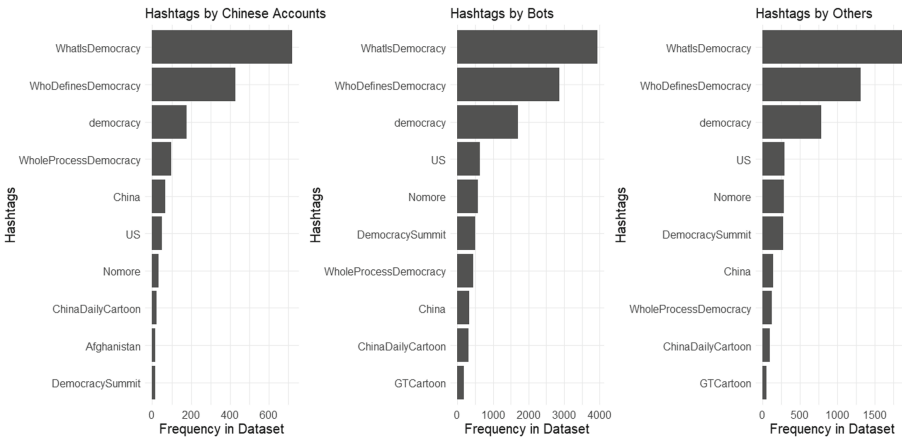 Hashtags by Chinese Accounts
Hashtags
WhatIsDemocracy
WhoDefinesDemocracy
democracy
WholeProcessDemocracy
China
US
Nomore
ChinaDailyCartoon
Afghanistan
DemocracySummit
0 200 400 600
Frequency in Dataset
Hashtags by Bots
Hashtags
WhatIsDemocracy
WhoDefinesDemocracy
democracy
US
Nomore
DemocracySummit
WholeProcessDemocracy
China
ChinaDailyCartoon
GTCartoon
0 1000 2000 3000 4000
Frequency in Dataset
Hashtags by Others
Hashtags
WhatIsDemocracy
WhoDefinesDemocracy
democracy
US
Nomore
DemocracySummit
China
WholeProcessDemocracy
ChinaDailyCartoon
GTCartoon
0 500 1000 1500
Frequency in Dataset